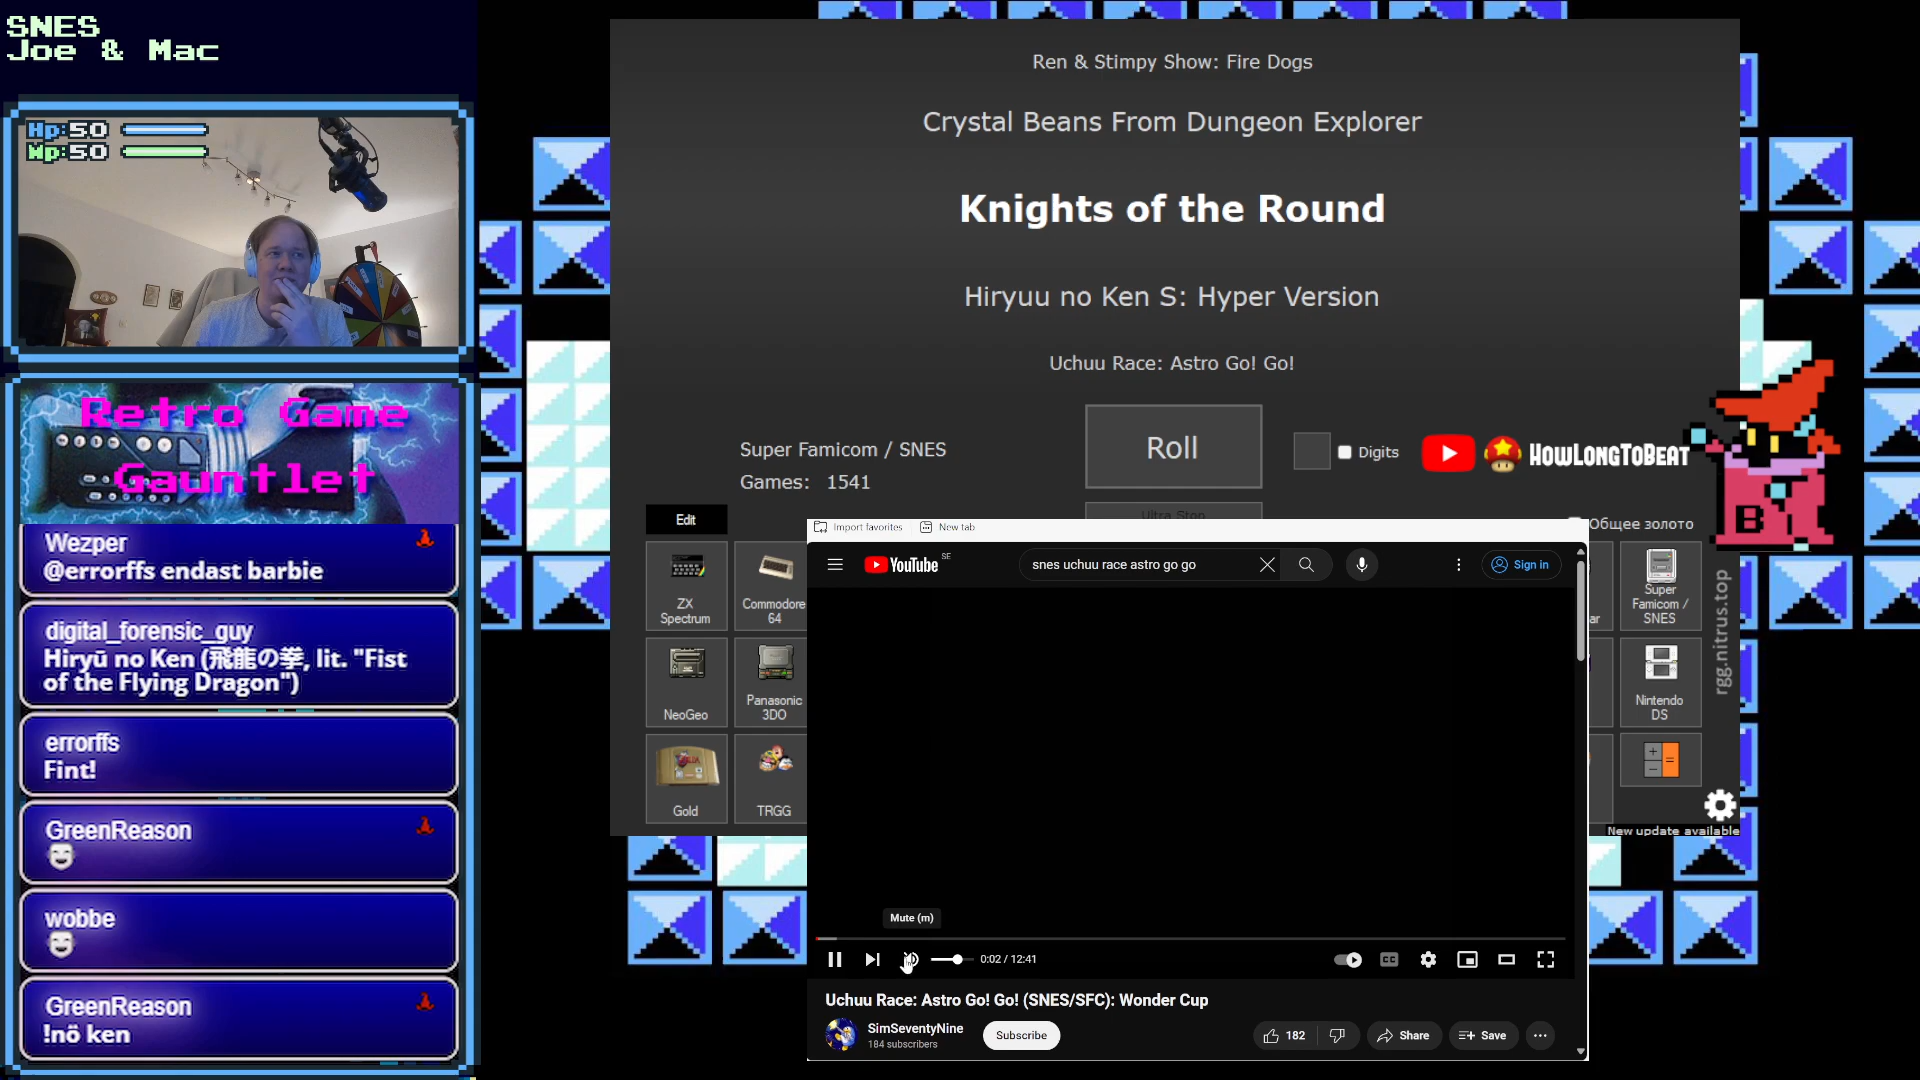 SNES
Joe & Mac
Hp:50
Mp:50
Retro Game
Gauntlet
Wezper
@errorffs endast barbie
digital_forensic_guy
Hiryū no Ken (飛龍の拳, lit. "Fist
of the Flying Dragon")
errorffs
Fint!
GreenReason
wobbe
GreenReason
!nö ken
Ren & Stimpy Show: Fire Dogs
Crystal Beans From Dungeon Explorer
Knights of the Round
Hiryuu no Ken S: Hyper Version
Uchuu Race: Astro Go! Go!
Super Famicom / SNES
Games: 1541
Roll
Digits
HowLongToBeat
Ultra Stop
Edit
Общее золото
ZX
Spectrum
Commodore
64
ar
Super
Famicom /
SNES
NeoGeo
Panasonic
3DO
Nintendo
DS
Gold
TRGG
rgg.nitrus.top
New update available
B
Import favorites
New tab
YouTube SE
snes uchuu race astro go go
Sign in
Mute (m)
0:02 / 12:41
CC
Uchuu Race: Astro Go! Go! (SNES/SFC): Wonder Cup
SimSeventyNine
184 subscribers
Subscribe
182
Share
Save